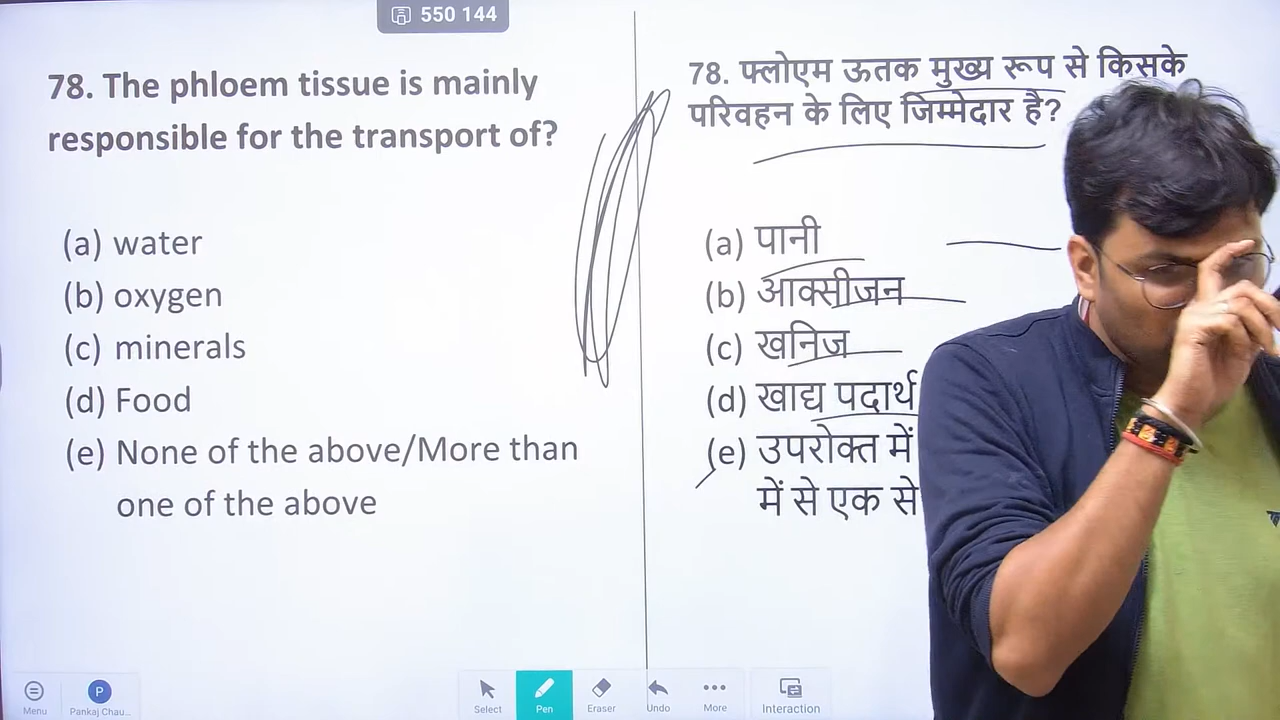 550 144
78. The phloem tissue is mainly
responsible for the transport of?
(a) water
(b) oxygen
(c) minerals
(d) Food
(e) None of the above/More than
one of the above
78. फ्लोएम ऊतक मुख्य रूप से किसके
परिवहन के लिए जिम्मेदार है?
(a) पानी
(b) आक्सीजन
(c) खनिज
(d) खाद्य पदार्थ
(e) उपरोक्त में
में से एक से
Menu
Pankaj Chau...
P
Select
Pen
Eraser
Undo
More
Interaction